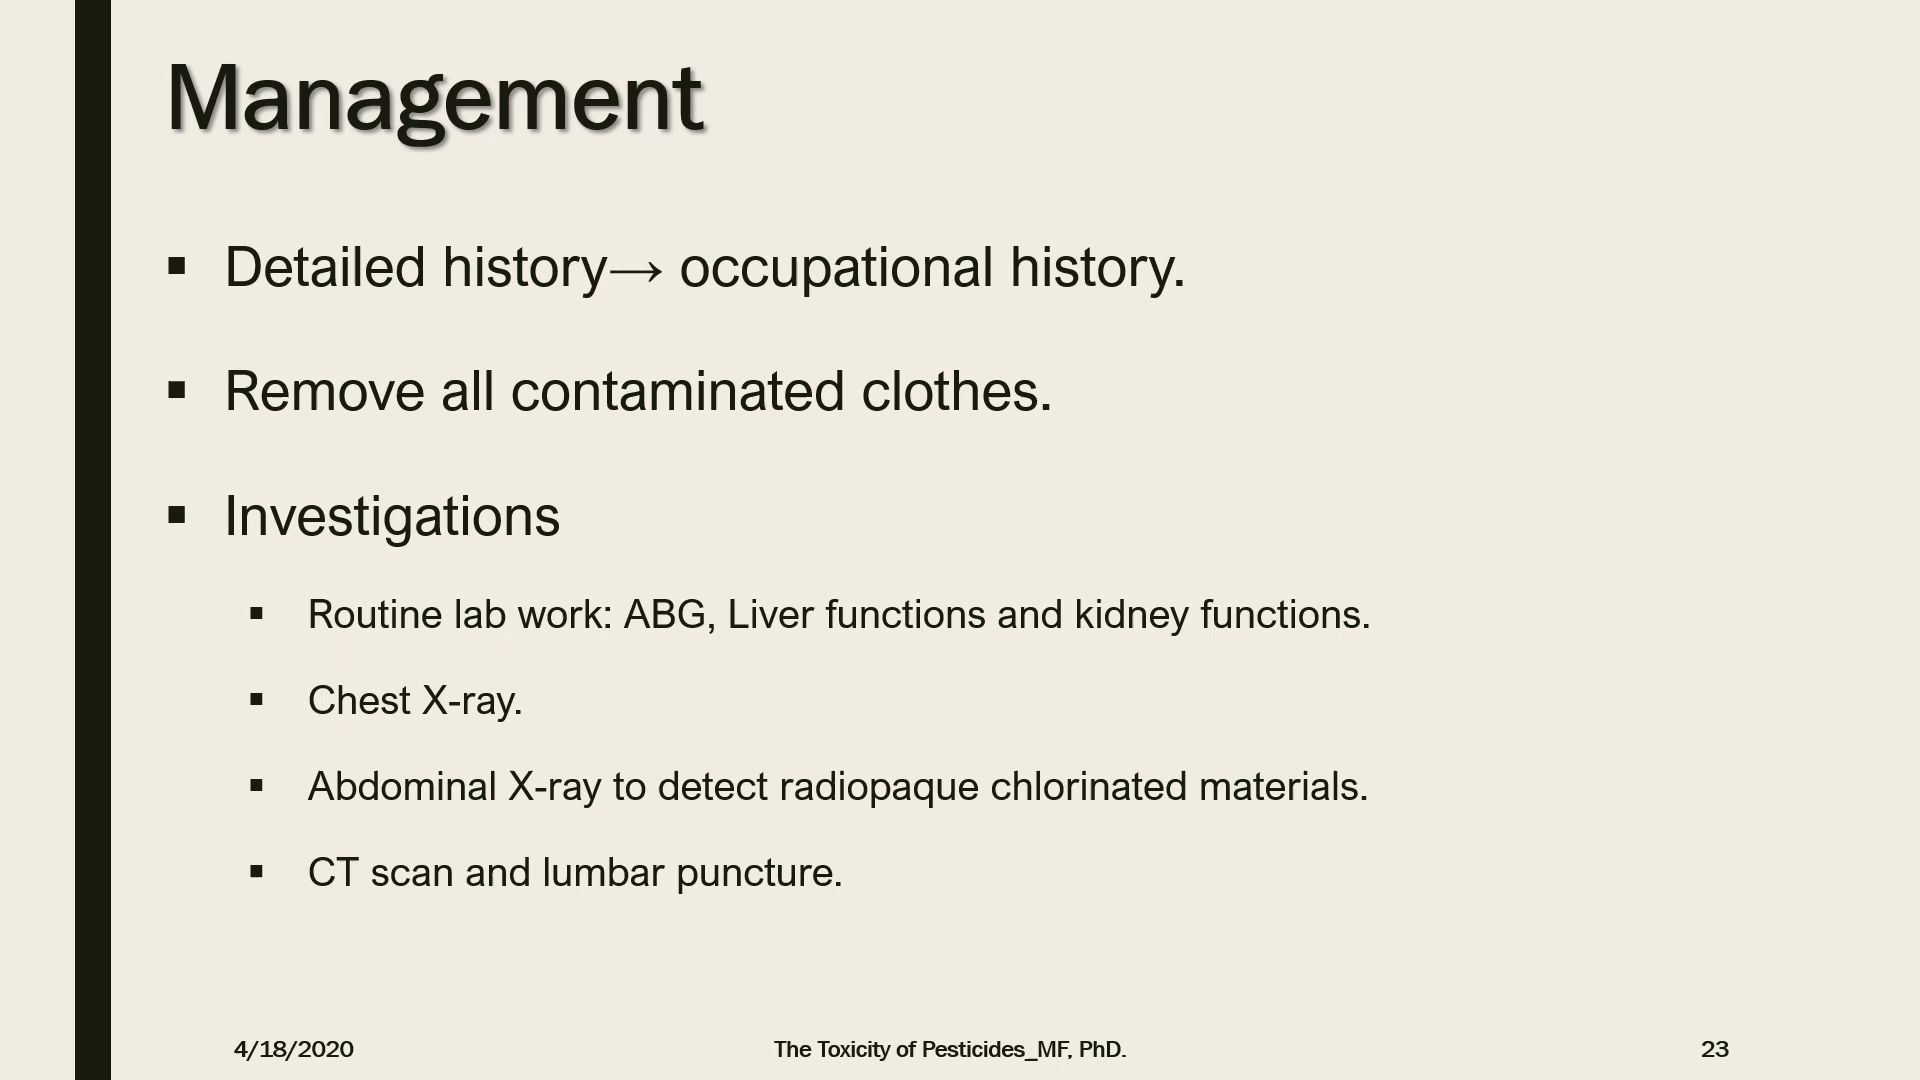 Management
▪ Detailed history→ occupational history.
▪ Remove all contaminated clothes.
▪ Investigations
▪ Routine lab work: ABG, Liver functions and kidney functions.
▪ Chest X-ray.
▪ Abdominal X-ray to detect radiopaque chlorinated materials.
▪ CT scan and lumbar puncture.
4/18/2020 The Toxicity of Pesticides_MF, PhD. 23